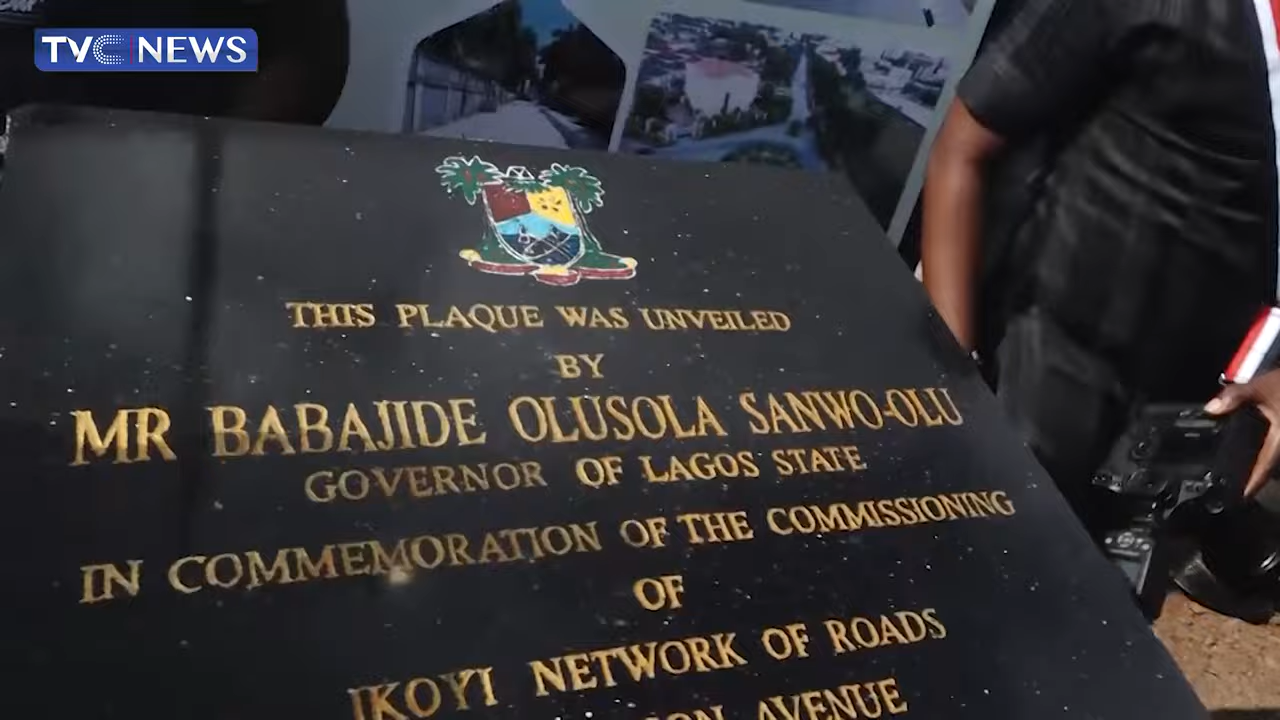 TVC NEWS
THIS PLAQUE WAS UNVEILED
BY
MR BABAJIDE OLUSOLA SANWO-OLU
GOVERNOR OF LAGOS STATE
IN COMMEMORATION OF THE COMMISSIONING
OF
IKOYI NETWORK OF ROADS
AVENUE